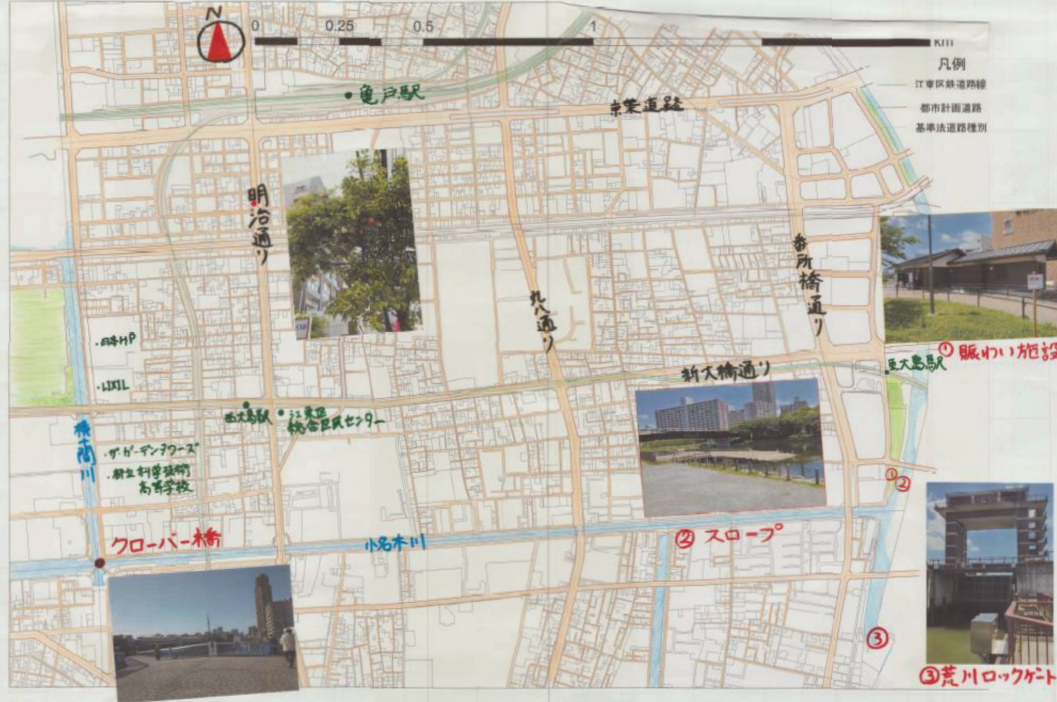 N
0 0.25 0.5 1
km
凡例
江東区鉄道路線
都市計画道路
基準法道路種別
亀戸駅
京葉道路
明治通り
丸八通り
番所橋通り
①賑わい施設
・日本HP
・LIXIL
新大橋通り
東大島駅
西大島駅
江東区
総合区民センター
横十間川
・ザ・ガーデンタワーズ
・都立科学技術
高等学校
①
②
クローバー橋
小名木川
②スロープ
③
③荒川ロックゲート